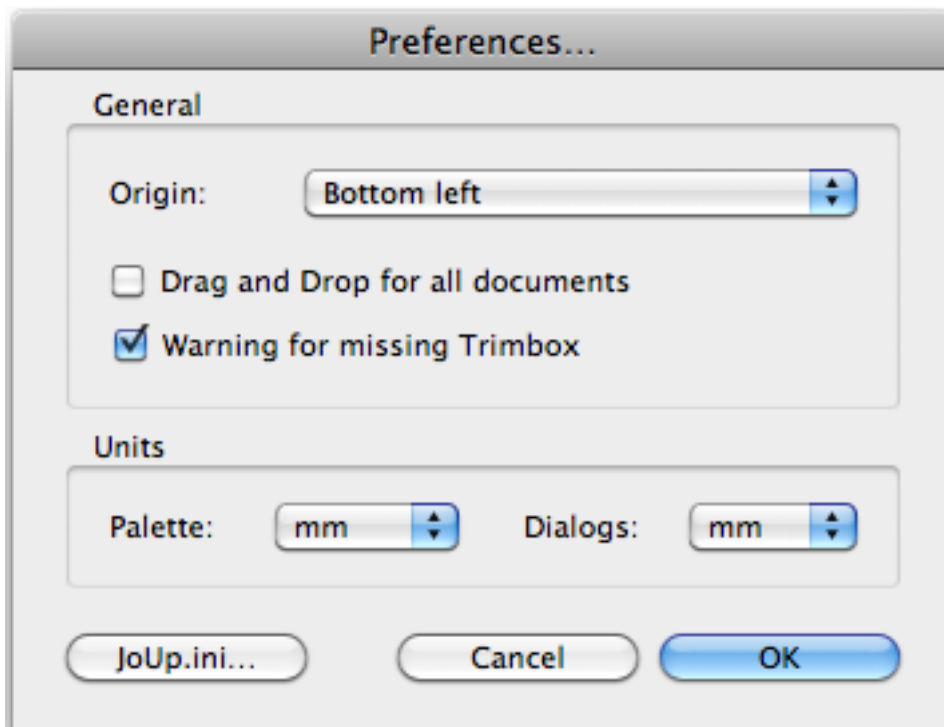 Preferences...
General
Origin: Bottom left
Drag and Drop for all documents
Warning for missing Trimbox
Units
Palette: mm Dialogs: mm
JoUp.ini... Cancel OK